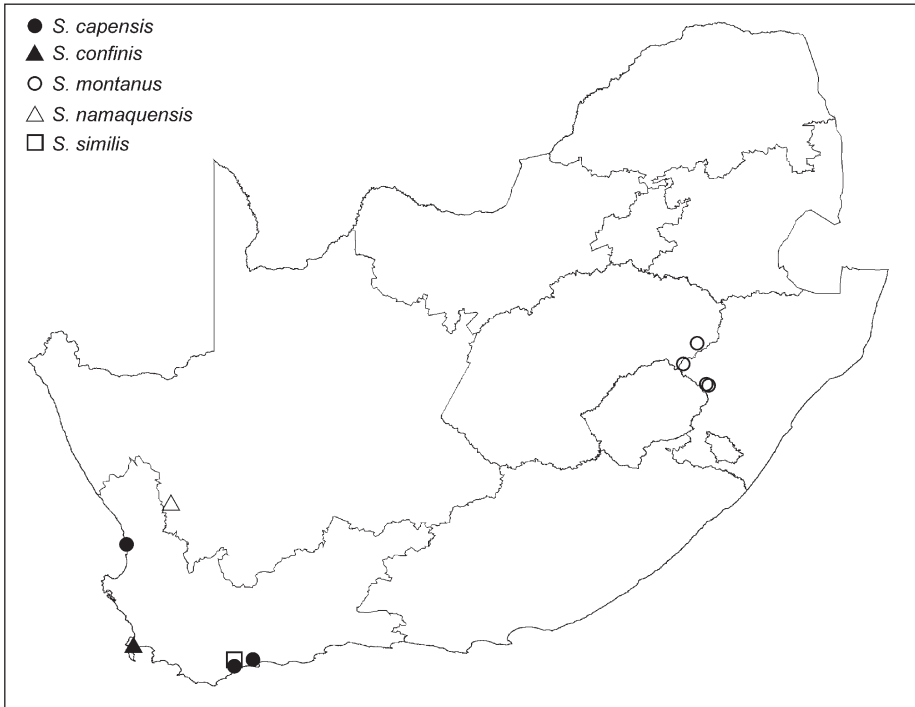 S. capensis
S. confinis
S. montanus
S. namaquensis
S. similis